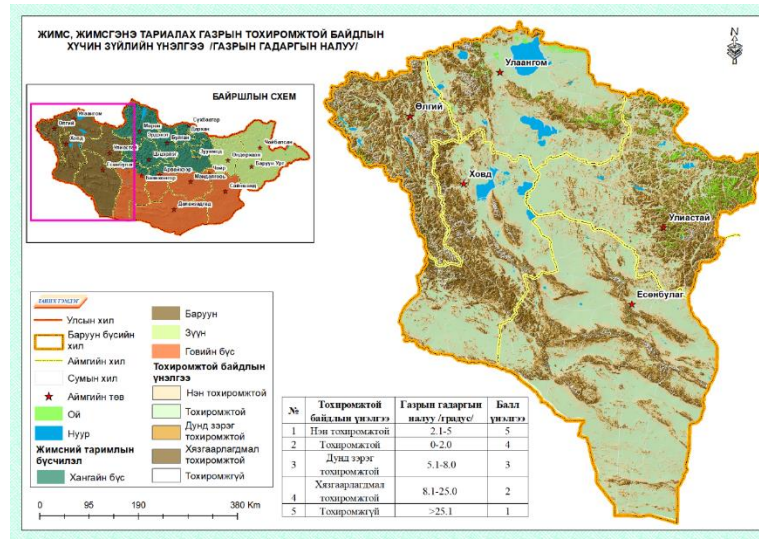 ЖИМС, ЖИМСГЭНЭ ТАРИАЛАХ ГАЗРЫН ТОХИРОМЖТОЙ БАЙДЛЫН
ХҮЧИН ЗҮЙЛИЙН ҮНЭЛГЭЭ /ГАЗРЫН ГАДАРГЫН НАЛУУ/
N
БАЙРШЛЫН СХЕМ
Улаангом
Өлгий
Ховд
Улиастай
Есөнбулаг
ТАНИХ ТЭМДЭГ
Улсын хил
Баруун бүсийн
хил
Аймгийн хил
Сумын хил
Аймгийн төв
Ой
Нуур
Жимсний таримлын
бүсчилэл
Хангайн бүс
Баруун
Зүүн
Говийн бүс
Тохиромжтой байдлын
үнэлгээ
Нэн тохиромжтой
Тохиромжтой
Дунд зэрэг
тохиромжтой
Хязгаарлагдмал
тохиромжтой
Тохиромжгүй
0 95 190 380 Km
№ Тохиромжтой байдлын үнэлгээ Газрын гадаргын налуу /градус/ Балл үнэлгээ
1 Нэн тохиромжтой 2.1-5 5
2 Тохиромжтой 0-2.0 4
3 Дунд зэрэг тохиромжтой 5.1-8.0 3
4 Хязгаарлагдмал тохиромжтой 8.1-25.0 2
5 Тохиромжгүй >25.1 1